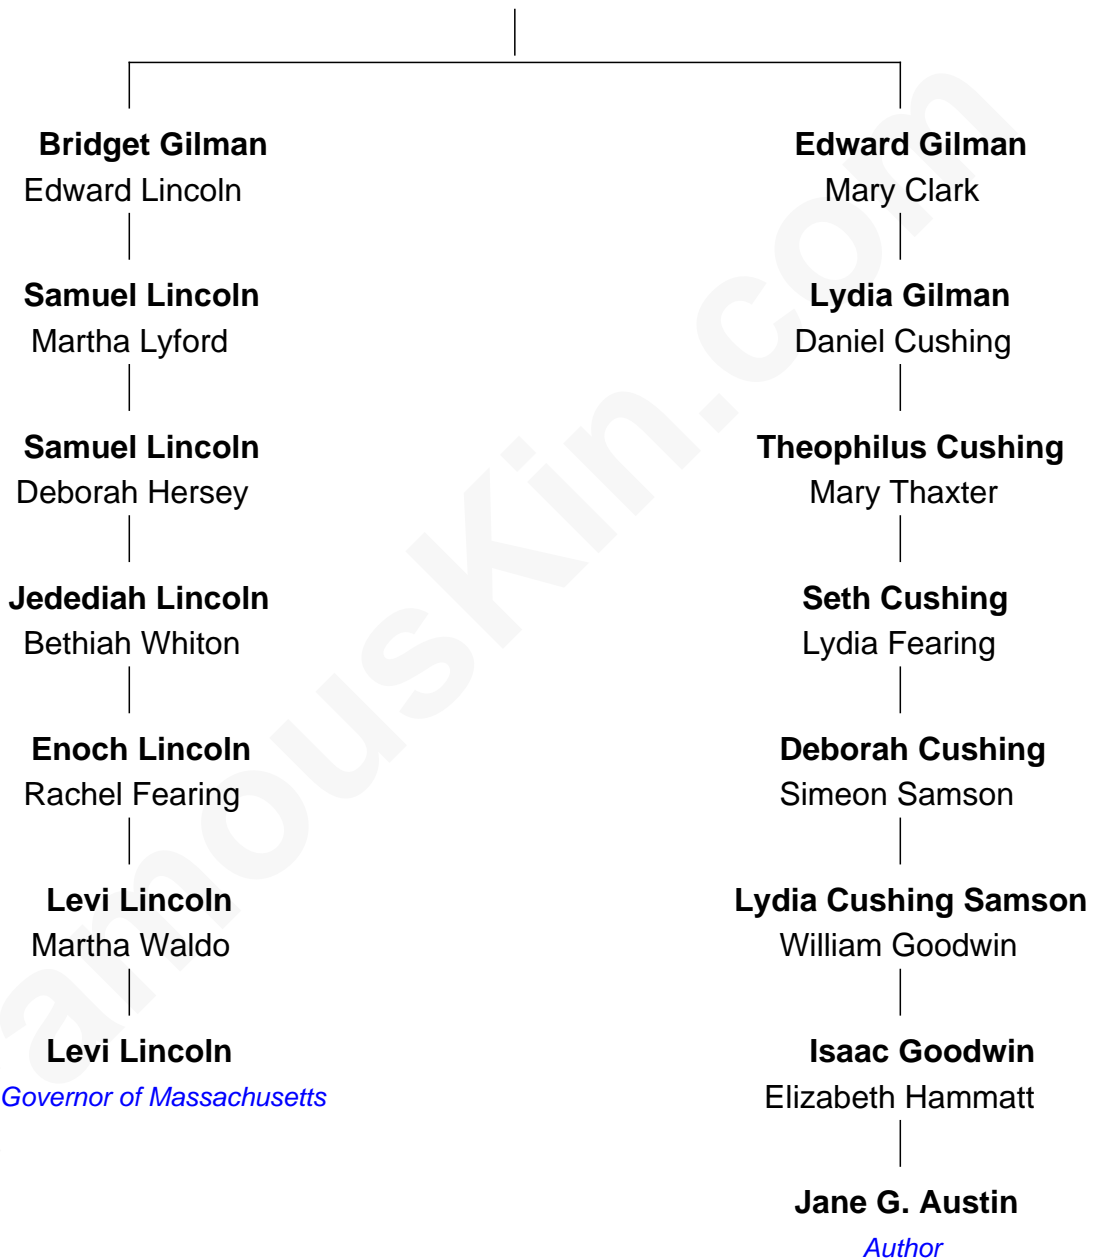 Bridget Gilman
Edward Lincoln
Samuel Lincoln
Martha Lyford
Samuel Lincoln
Deborah Hersey
Jedediah Lincoln
Bethiah Whiton
Enoch Lincoln
Rachel Fearing
Levi Lincoln
Martha Waldo
Levi Lincoln
Governor of Massachusetts
Edward Gilman
Mary Clark
Lydia Gilman
Daniel Cushing
Theophilus Cushing
Mary Thaxter
Seth Cushing
Lydia Fearing
Deborah Cushing
Simeon Samson
Lydia Cushing Samson
William Goodwin
Isaac Goodwin
Elizabeth Hammatt
Jane G. Austin
Author
amousKin.com